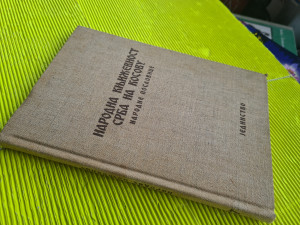 НАРОДНА КЊИЖЕВНОСТ
СРБА НА КОСОВУ
НАРОДНЕ ПОСЛОВИЦЕ
ЈЕДИНСТВО